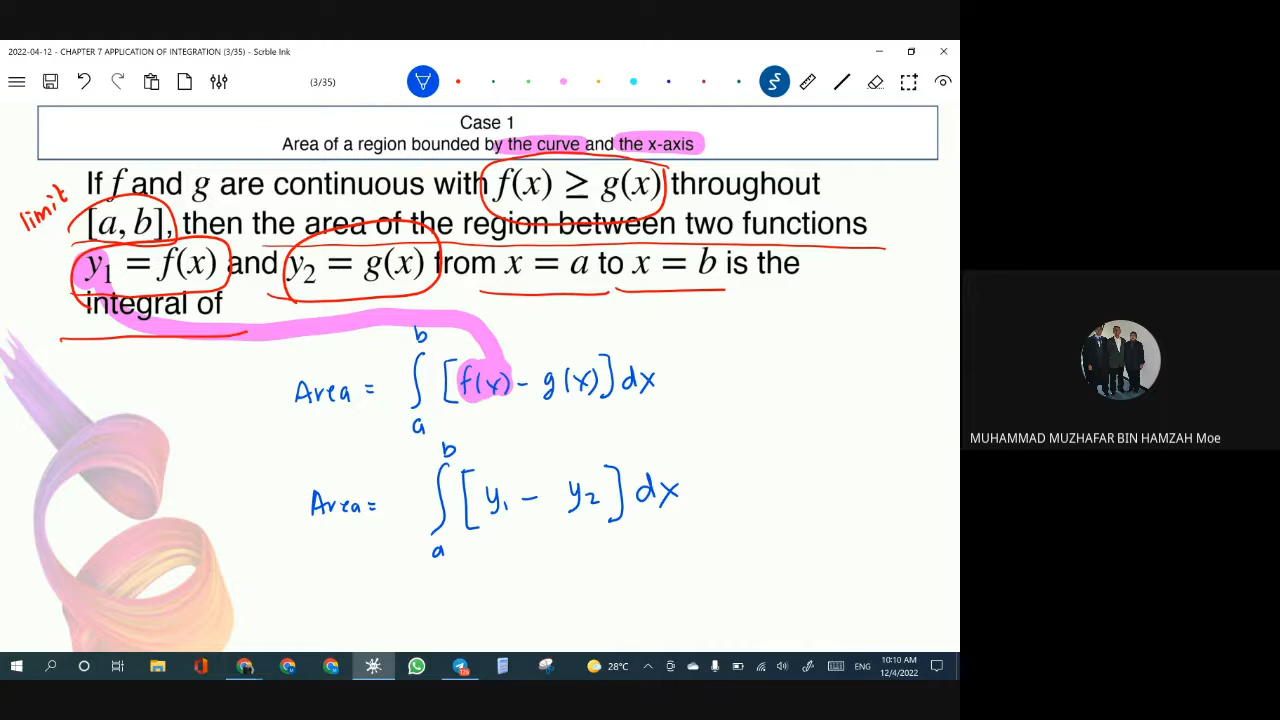 2022-04-12 - CHAPTER 7 APPLICATION OF INTEGRATION (3/35) - Scrble Ink
(3/35)
Case 1
Area of a region bounded by the curve and the x-axis
limit
If f and g are continuous with f(x) ≥ g(x) throughout
[a, b], then the area of the region between two functions
y₁ = f(x) and y₂ = g(x) from x = a to x = b is the
integral of
Area = ∫ₐᵇ [f(x) - g(x)] dx
Area = ∫ₐᵇ [y₁ - y₂] dx
MUHAMMAD MUZHAFAR BIN HAMZAH Moe
28°C
ENG
10:10 AM
12/4/2022